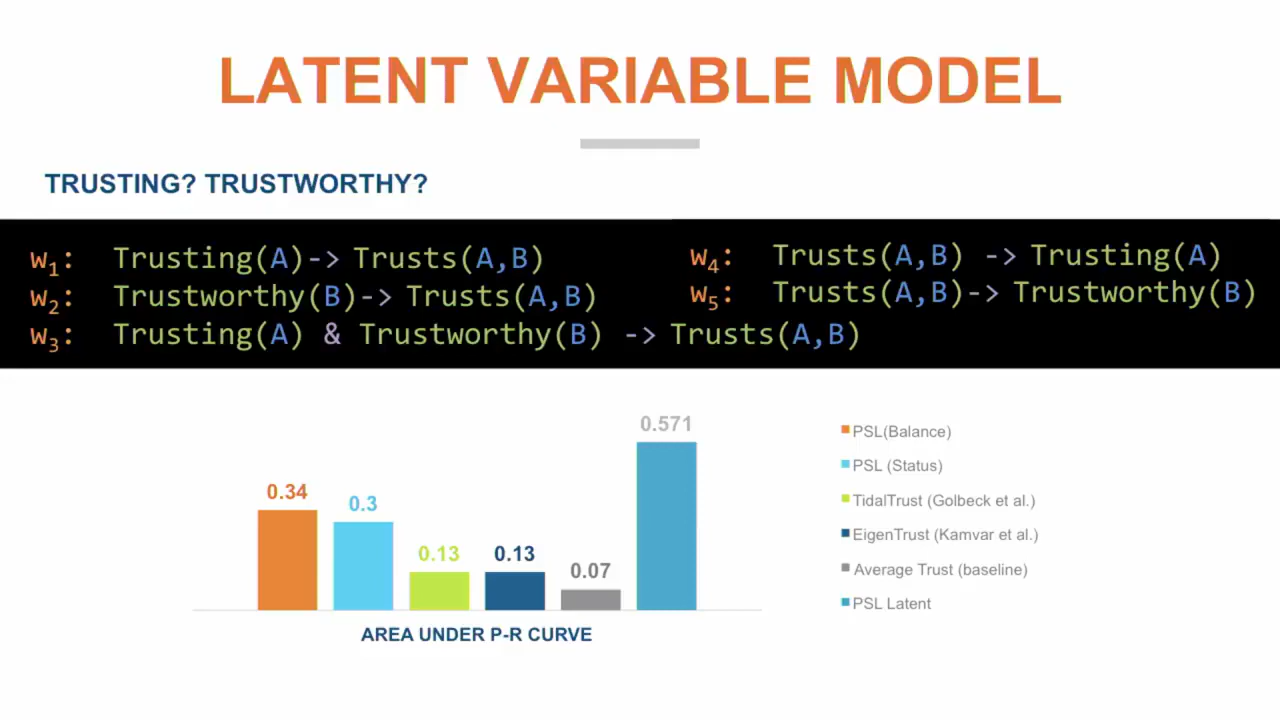 LATENT VARIABLE MODEL
TRUSTING? TRUSTWORTHY?
w1: Trusting(A)-> Trusts(A,B)
w2: Trustworthy(B)-> Trusts(A,B)
w3: Trusting(A) & Trustworthy(B) -> Trusts(A,B)
w4: Trusts(A,B) -> Trusting(A)
w5: Trusts(A,B)-> Trustworthy(B)
0.34
0.3
0.13
0.13
0.07
0.571
AREA UNDER P-R CURVE
PSL(Balance)
PSL (Status)
TidalTrust (Golbeck et al.)
EigenTrust (Kamvar et al.)
Average Trust (baseline)
PSL Latent